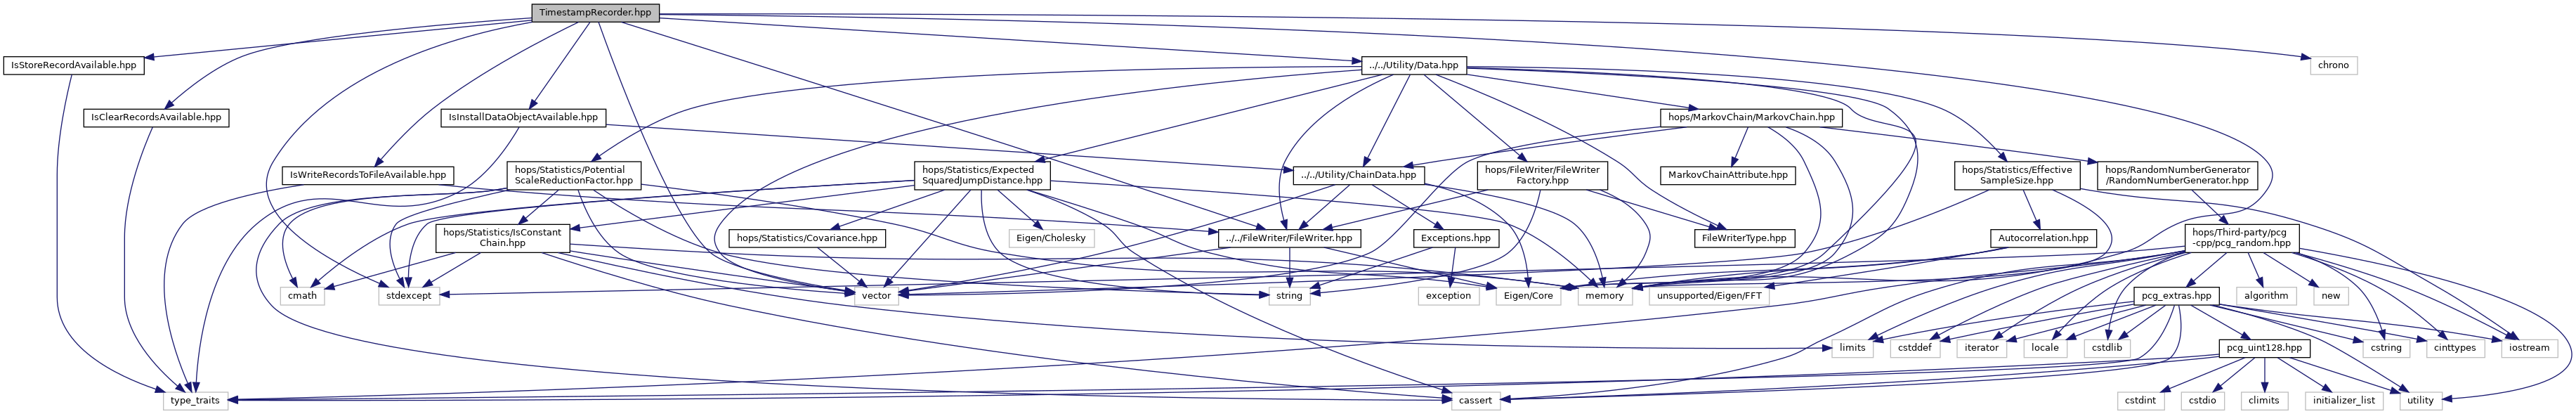 TimestampRecorder.hpp
IsStoreRecordAvailable.hpp
../../Utility/Data.hpp
chrono
IsClearRecordsAvailable.hpp
IsInstallDataObjectAvailable.hpp
hops/MarkovChain/MarkovChain.hpp
IsWriteRecordsToFileAvailable.hpp
hops/Statistics/Potential
ScaleReductionFactor.hpp
hops/Statistics/Expected
SquaredJumpDistance.hpp
../../Utility/ChainData.hpp
hops/FileWriter/FileWriter
Factory.hpp
MarkovChainAttribute.hpp
hops/Statistics/Effective
SampleSize.hpp
hops/RandomNumberGenerator
/RandomNumberGenerator.hpp
hops/Statistics/IsConstant
Chain.hpp
hops/Statistics/Covariance.hpp
Eigen/Cholesky
../../FileWriter/FileWriter.hpp
Exceptions.hpp
FileWriterType.hpp
Autocorrelation.hpp
hops/Third-party/pcg
-cpp/pcg_random.hpp
cmath
stdexcept
vector
string
exception
Eigen/Core
memory
unsupported/Eigen/FFT
pcg_extras.hpp
algorithm
new
limits
cstddef
iterator
locale
cstdlib
pcg_uint128.hpp
cstring
cinttypes
iostream
type_traits
cassert
cstdint
cstdio
climits
initializer_list
utility